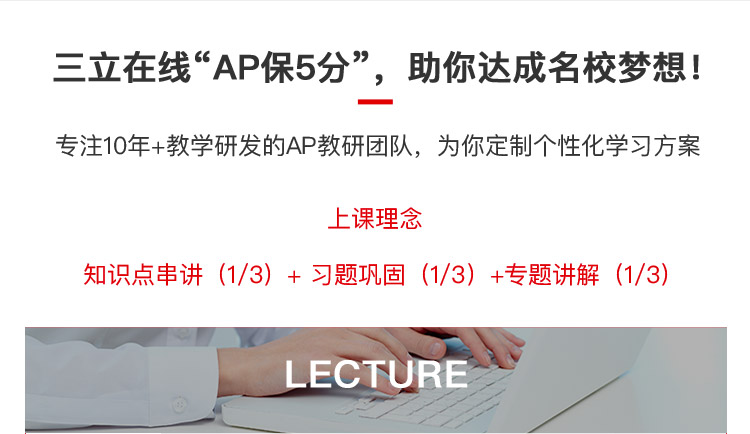 三立在线“AP保5分”，助你达成名校梦想！
专注10年+教学研发的AP教研团队，为你定制个性化学习方案
上课理念
知识点串讲（1/3）+ 习题巩固（1/3）+专题讲解（1/3）
LECTURE